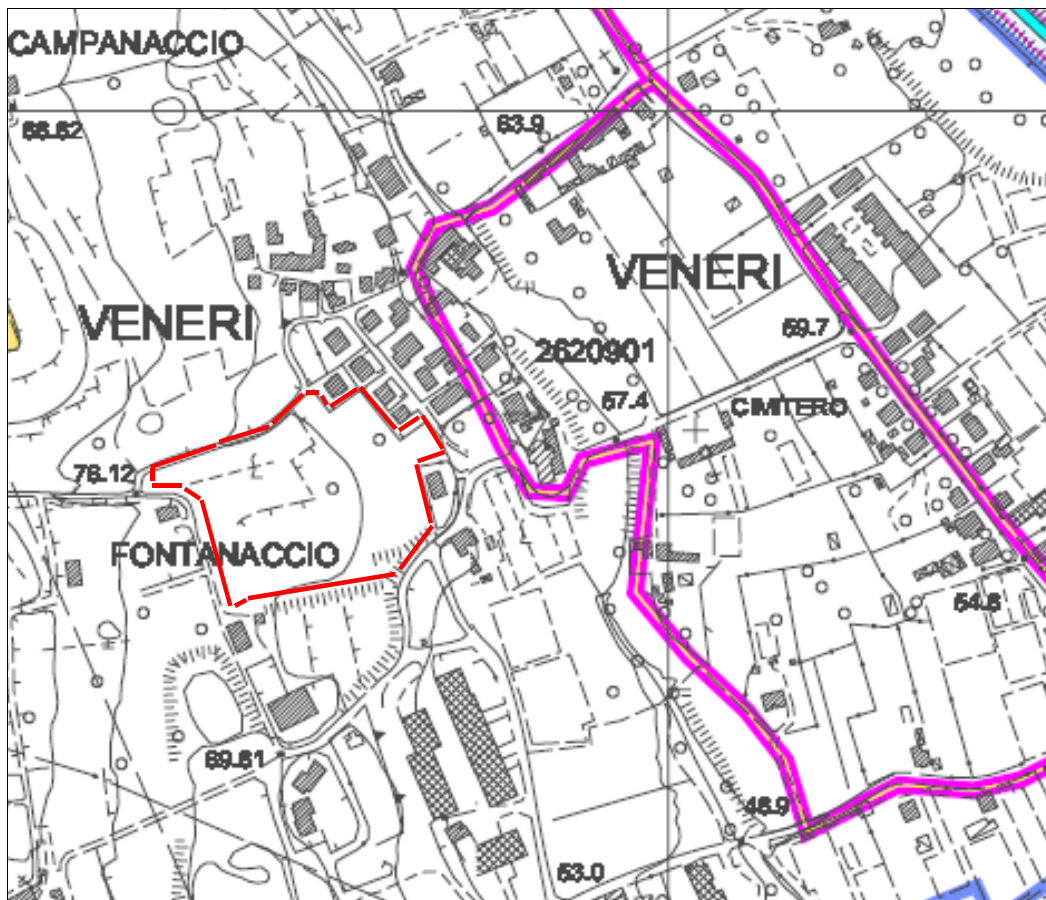 CAMPANACCIO
66.62
63.9
VENERI
VENERI
59.7
2620901
57.4
CIMITERO
76.12
FONTANACCIO
54.6
69.61
46.9
53.0